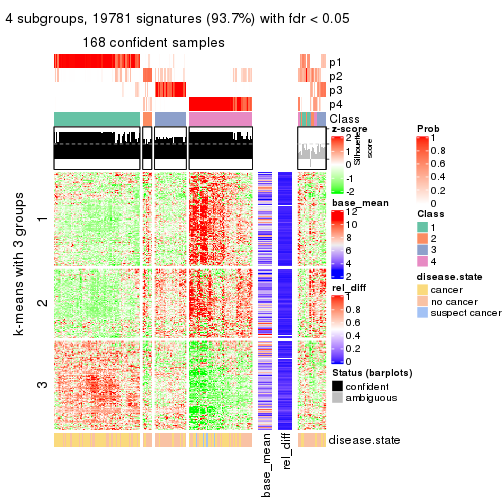 4 subgroups, 19781 signatures (93.7%) with fdr < 0.05
168 confident samples
p1
p2
p3
p4
Class
z-score
2
1
0
-1
-2
Silhouette
score
base_mean
12
10
8
6
4
2
rel_diff
1
0.8
0.6
0.4
0.2
0
Status (barplots)
confident
ambiguous
Prob
1
0.8
0.6
0.4
0.2
0
Class
1
2
3
4
disease.state
cancer
no cancer
suspect cancer
k-means with 3 groups
1
2
3
disease.state
base_mean
rel_diff